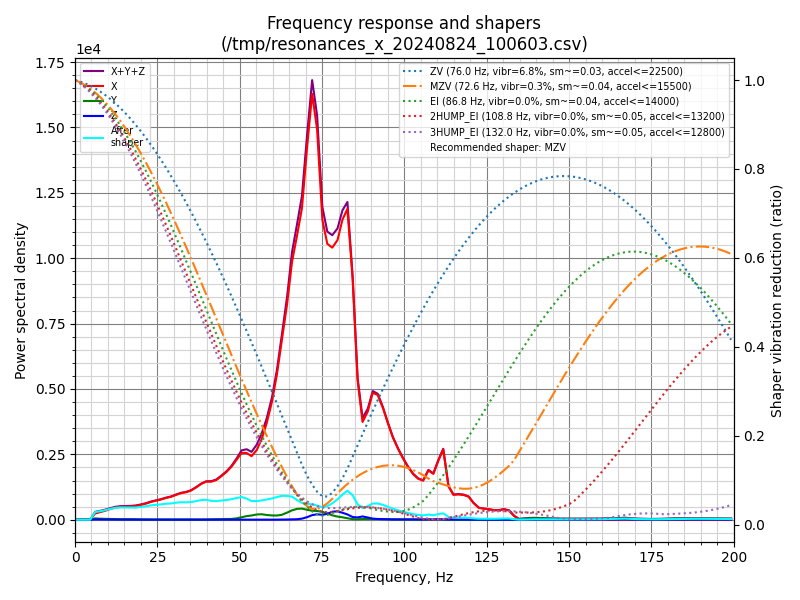 Frequency response and shapers
(/tmp/resonances_x_20240824_100603.csv)
1e4
X+Y+Z
X
Y
Z
After
shaper
ZV (76.0 Hz, vibr=6.8%, sm~=0.03, accel<=22500)
MZV (72.6 Hz, vibr=0.3%, sm~=0.04, accel<=15500)
EI (86.8 Hz, vibr=0.0%, sm~=0.04, accel<=14000)
2HUMP_EI (108.8 Hz, vibr=0.0%, sm~=0.05, accel<=13200)
3HUMP_EI (132.0 Hz, vibr=0.0%, sm~=0.05, accel<=12800)
Recommended shaper: MZV
Power spectral density
1.75
1.50
1.25
1.00
0.75
0.50
0.25
0.00
0 25 50 75 100 125 150 175 200
Frequency, Hz
1.0
0.8
0.6
0.4
0.2
0.0
Shaper vibration reduction (ratio)